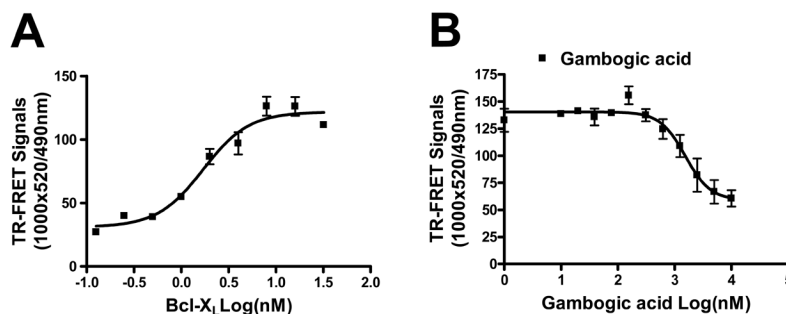 A
TR-FRET Signals
(1000x520/490nm)
150
100
50
0
-1.0 -0.5 0.0 0.5 1.0 1.5 2.0
Bcl-XLLog(nM)
B
Gambogic acid
TR-FRET Signals
(1000x520/490nm)
175
150
125
100
75
50
25
0
0 1 2 3 4 5
Gambogic acid Log(nM)